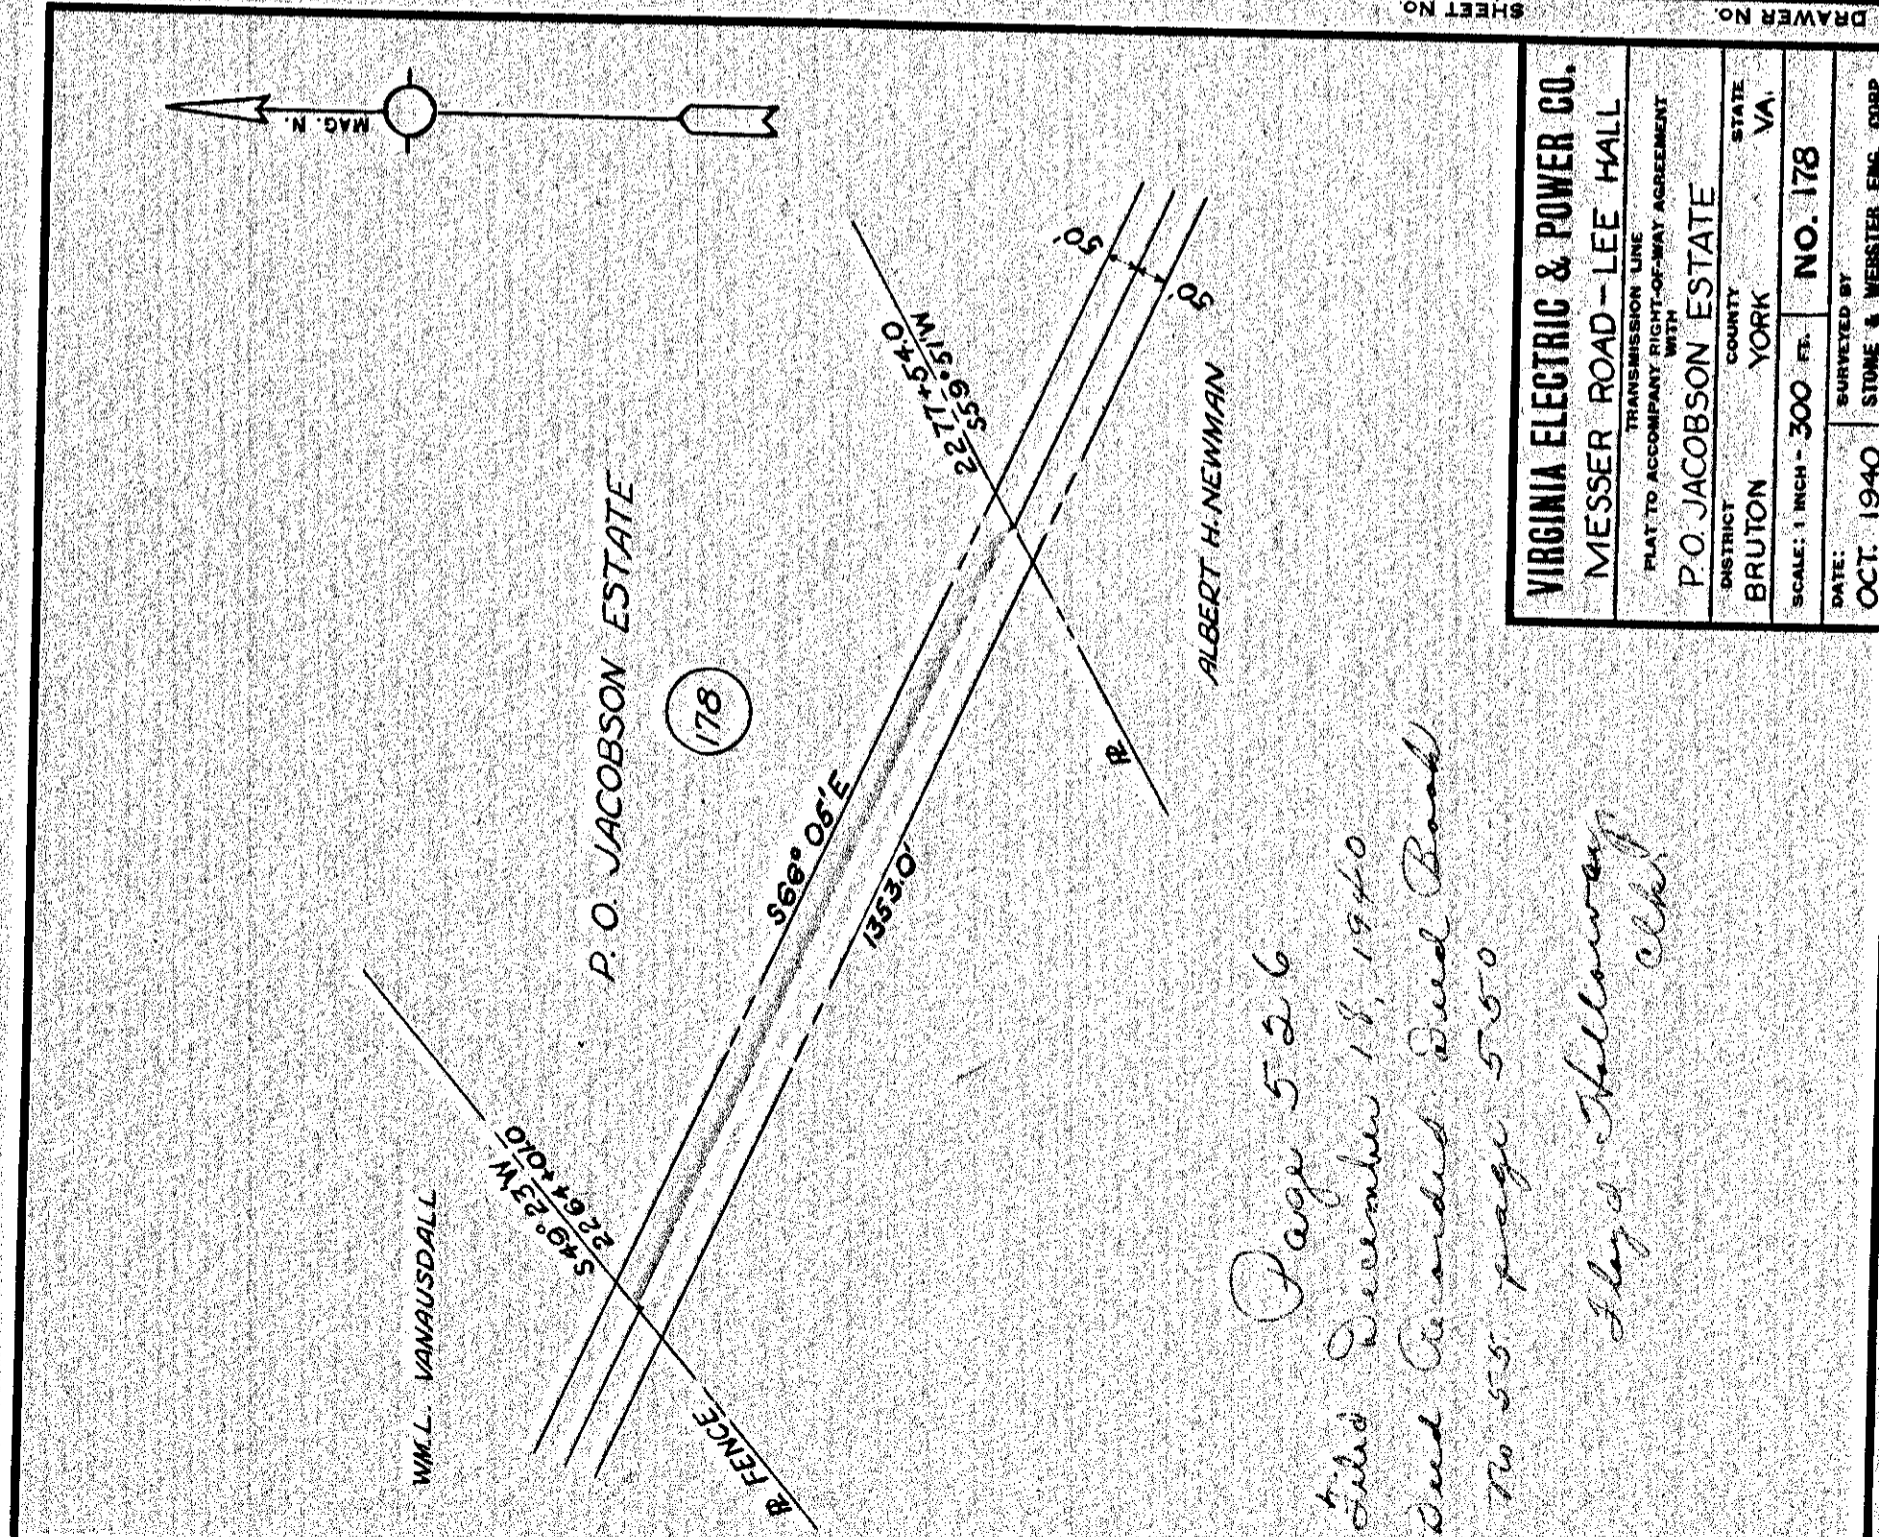 SHEET NO
DRAWER NO.
MAG. N.
WM. L. VANAUSDALL
S49° 23'W
2264+01.0
℞ FENCE
P. O. JACOBSON ESTATE
178
S68° 05'E
1353.0'
2277+54.0
S59° 51'W
50'
50'
℞
ALBERT H. NEWMAN
Page 526
Filed December 18, 1940
Deed Recorded Deed Book
No 55 page 550
Floyd Holloway
Clk.
VIRGINIA ELECTRIC & POWER CO.
MESSER ROAD-LEE HALL
TRANSMISSION LINE
PLAT TO ACCOMPANY RIGHT-OF-WAY AGREEMENT
WITH
P.O. JACOBSON ESTATE
DISTRICT COUNTY STATE
BRUTON YORK VA.
SCALE: 1 INCH - 300 FT. NO. 178
DATE: SURVEYED BY
OCT. 1940 STONE & WEBSTER ENG. CORP